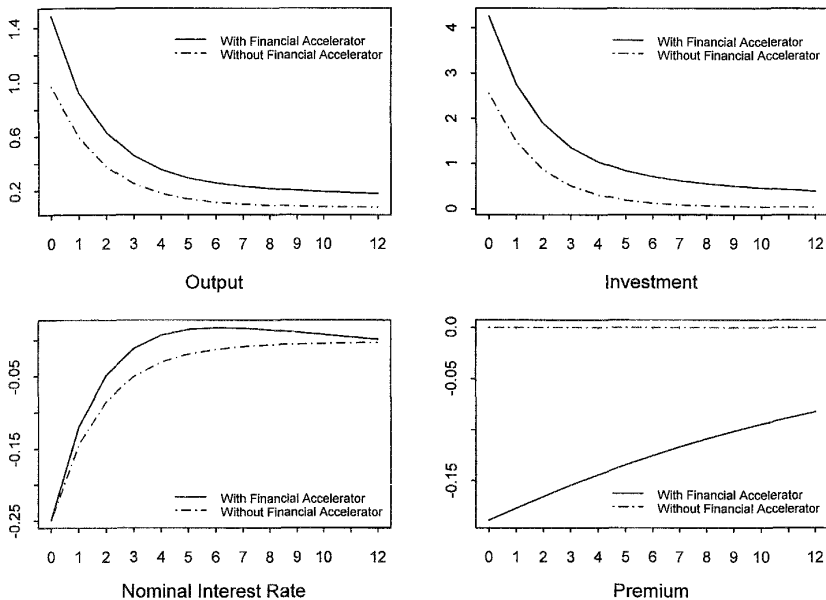 1.4
1.0
0.6
0.2
With Financial Accelerator
Without Financial Accelerator
0 1 2 3 4 5 6 7 8 9 10 12
Output
4
3
2
1
0
With Financial Accelerator
Without Financial Accelerator
0 1 2 3 4 5 6 7 8 9 10 12
Investment
-0.05
-0.15
-0.25
With Financial Accelerator
Without Financial Accelerator
0 1 2 3 4 5 6 7 8 9 10 12
Nominal Interest Rate
0.0
-0.05
-0.15
With Financial Accelerator
Without Financial Accelerator
0 1 2 3 4 5 6 7 8 9 10 12
Premium